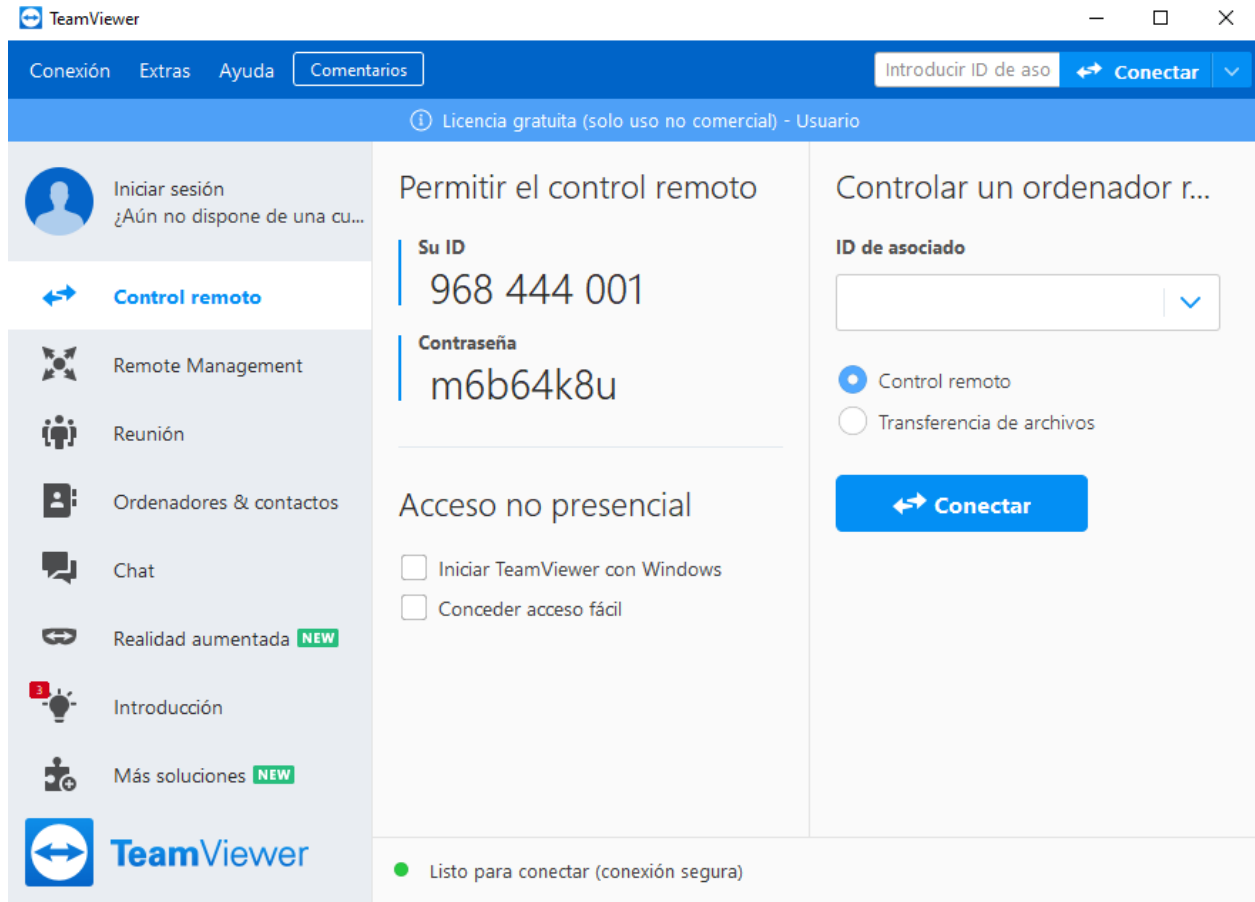 TeamViewer
Conexión Extras Ayuda Comentarios Introducir ID de aso Conectar
Licencia gratuita (solo uso no comercial) - Usuario
Iniciar sesión
¿Aún no dispone de una cu...
Control remoto
Remote Management
Reunión
Ordenadores & contactos
Chat
Realidad aumentada NEW
3
Introducción
Más soluciones NEW
TeamViewer
Permitir el control remoto
Su ID
968 444 001
Contraseña
m6b64k8u
Acceso no presencial
Iniciar TeamViewer con Windows
Conceder acceso fácil
Controlar un ordenador r...
ID de asociado
Control remoto
Transferencia de archivos
Conectar
Listo para conectar (conexión segura)